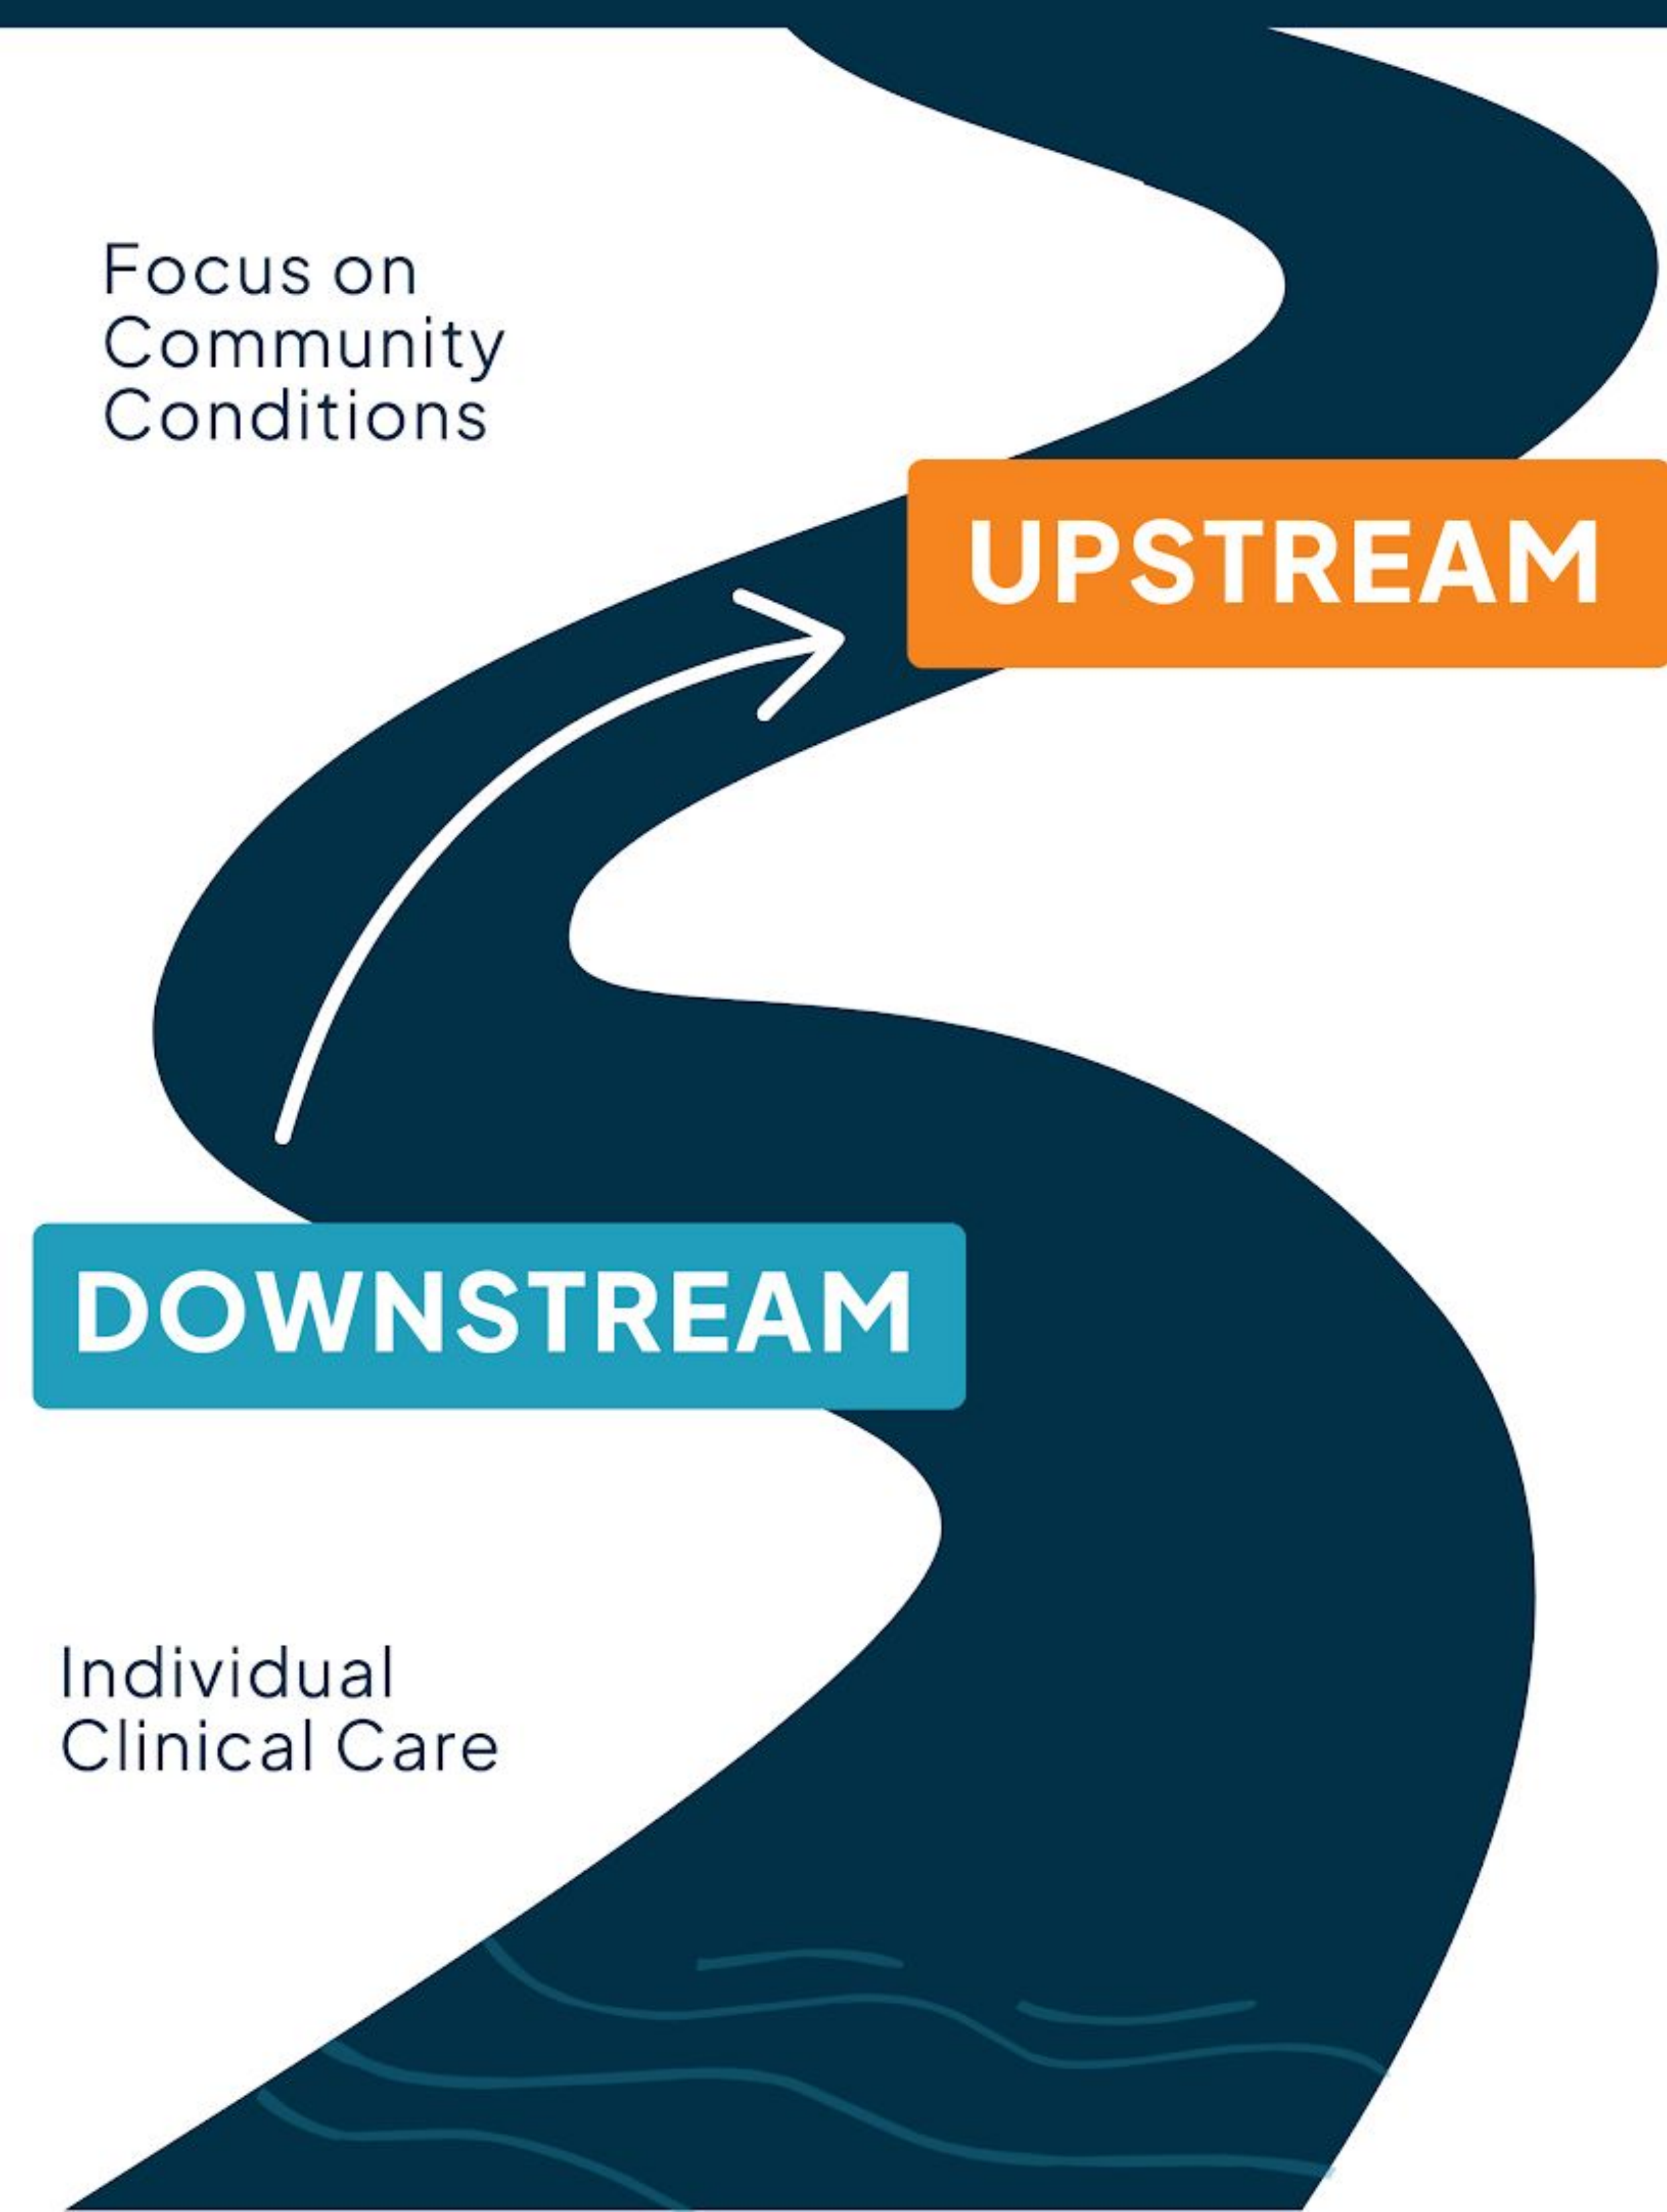 Focus on
Community
Conditions
UPSTREAM
DOWNSTREAM
Individual
Clinical Care